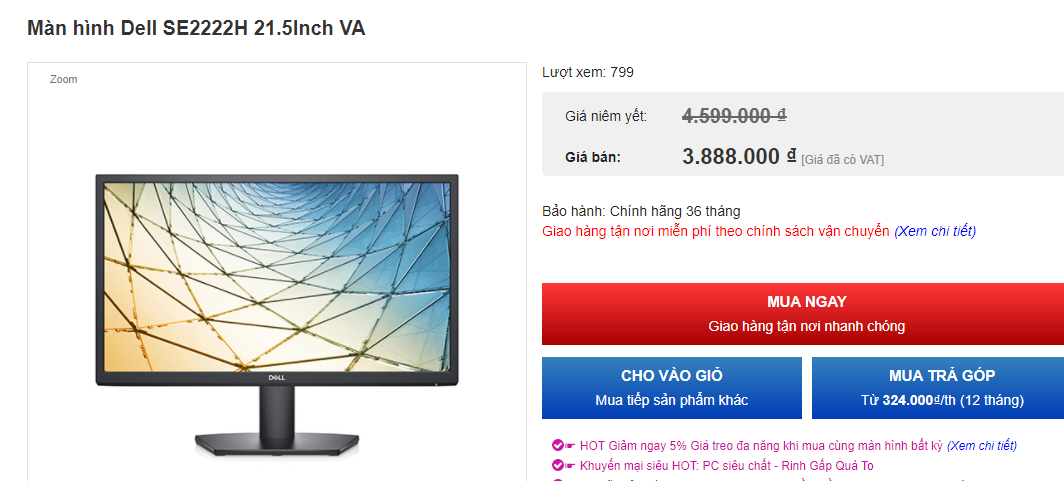 Màn hình Dell SE2222H 21.5Inch VA
Zoom
DELL
Lượt xem: 799
Giá niêm yết: 4.599.000 ₫
Giá bán: 3.888.000 ₫ [Giá đã có VAT]
Bảo hành: Chính hãng 36 tháng
Giao hàng tận nơi miễn phí theo chính sách vận chuyển (Xem chi tiết)
MUA NGAY
Giao hàng tận nơi nhanh chóng
CHO VÀO GIỎ
Mua tiếp sản phẩm khác
MUA TRẢ GÓP
Từ 324.000₫/th (12 tháng)
HOT Giảm ngay 5% Giá treo đa năng khi mua cùng màn hình bất kỳ (Xem chi tiết)
Khuyến mại siêu HOT: PC siêu chất - Rinh Gấp Quà To